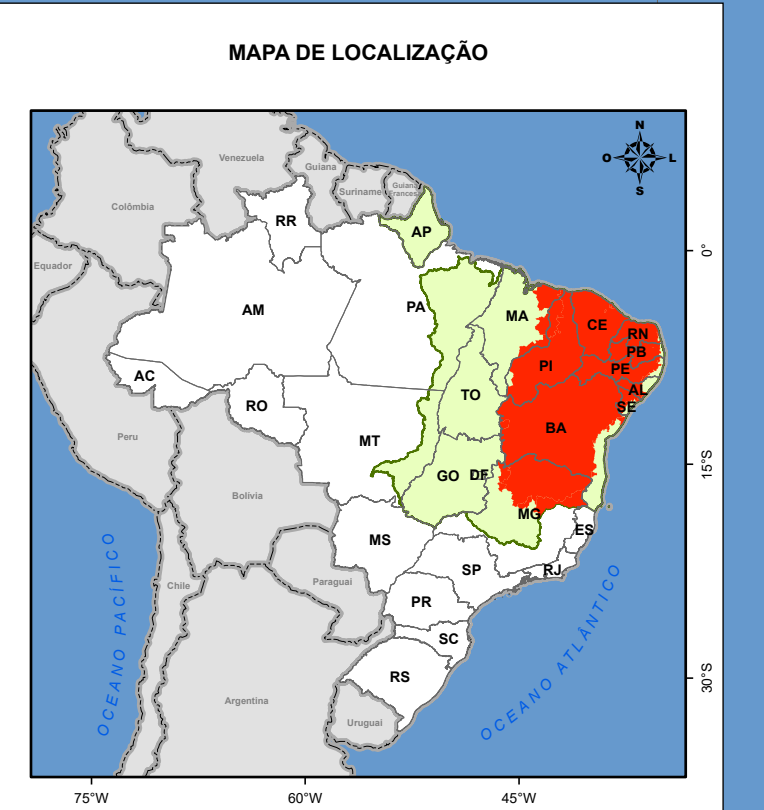 MAPA DE LOCALIZAÇÃO
N
O L
S
Venezuela
Guiana
Suriname
Guiana
Francesa
Colômbia
RR
AP
Equador
0°
AM
PA
MA
CE
RN
PB
PI
PE
AC
TO
AL
RO
SE
BA
MT
Peru
15°S
GO
DF
Bolívia
MG
ES
MS
SP
RJ
Chile
Paraguai
PR
SC
RS
30°S
Argentina
Uruguai
OCEANO PACÍFICO
OCEANO ATLÂNTICO
75°W
60°W
45°W